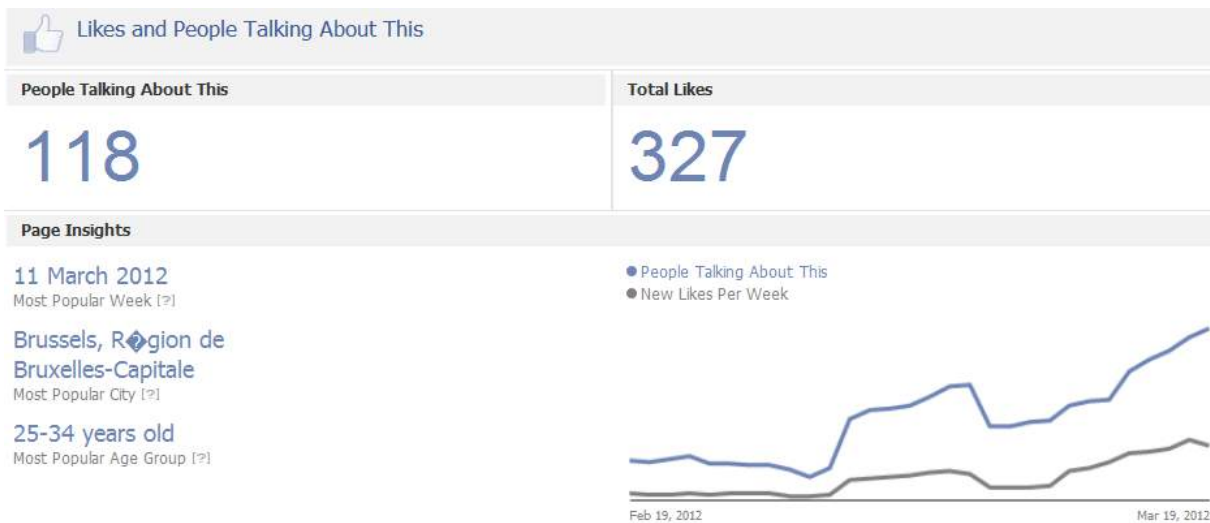 Likes and People Talking About This
People Talking About This
Total Likes
118
327
Page Insights
11 March 2012
Most Popular Week [?]
Brussels, R�gion de
Bruxelles-Capitale
Most Popular City [?]
25-34 years old
Most Popular Age Group [?]
People Talking About This
New Likes Per Week
Feb 19, 2012
Mar 19, 2012